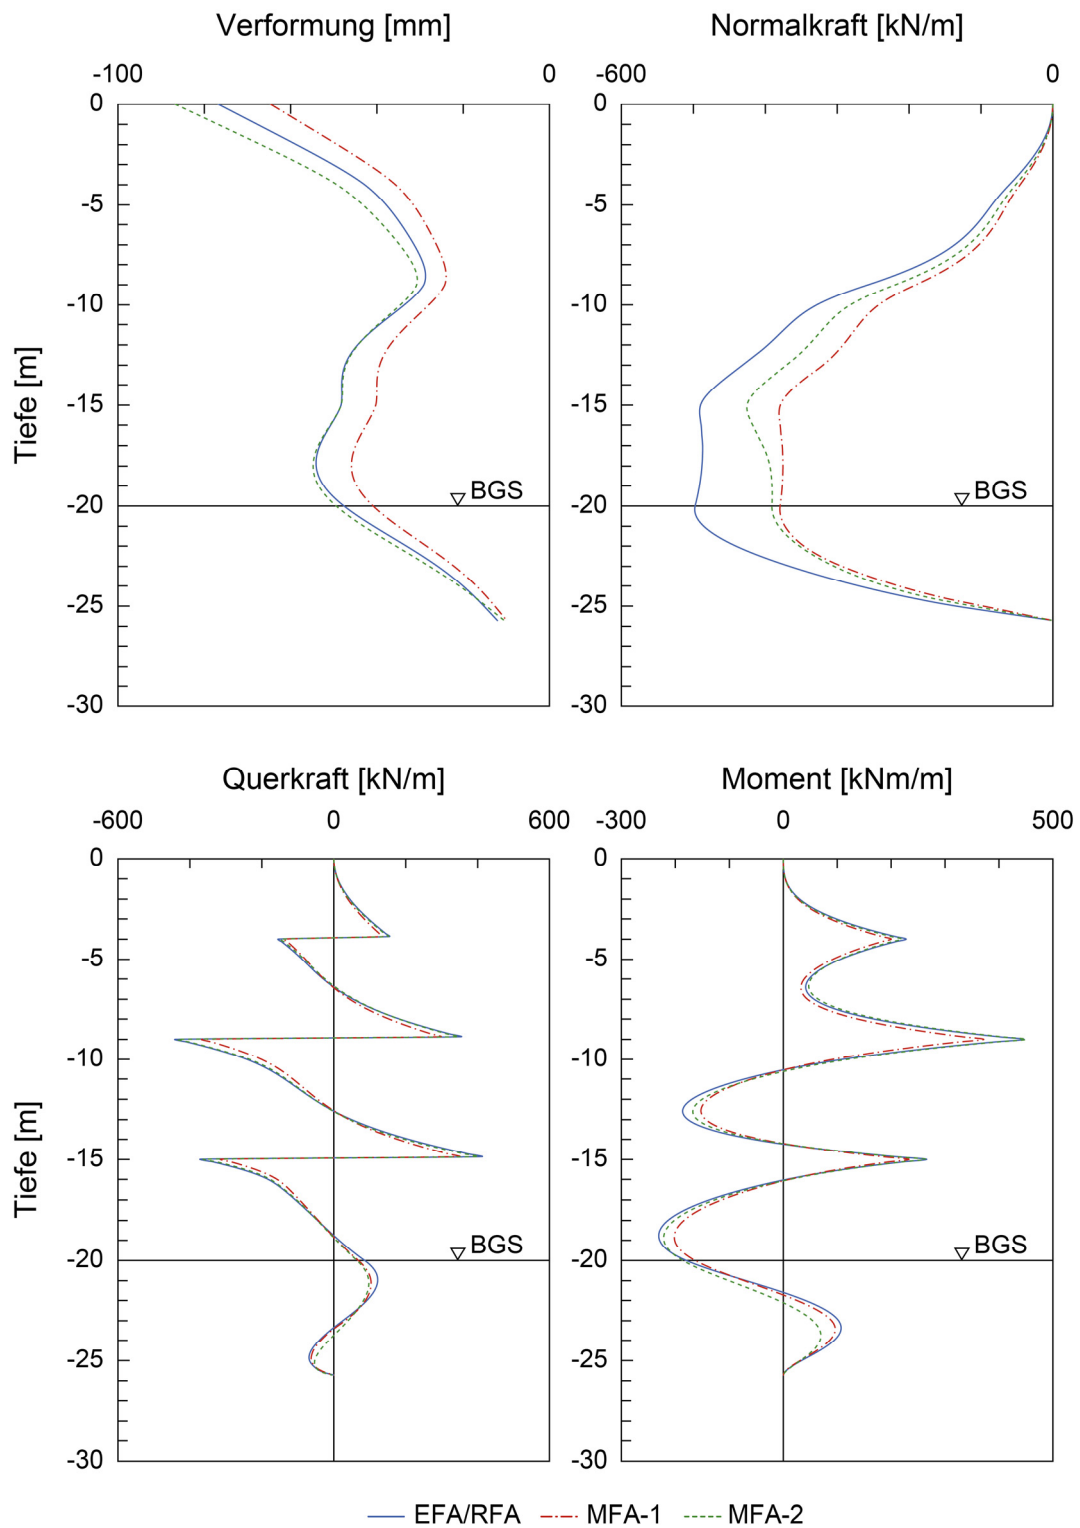 Verformung [mm]
Normalkraft [kN/m]
-100
0
-600
0
0
-5
-10
-15
-20
-25
-30
Tiefe [m]
BGS
0
-5
-10
-15
-20
-25
-30
BGS
Querkraft [kN/m]
Moment [kNm/m]
-600
0
600
-300
0
500
0
-5
-10
-15
-20
-25
-30
Tiefe [m]
BGS
0
-5
-10
-15
-20
-25
-30
BGS
EFA/RFA
MFA-1
MFA-2